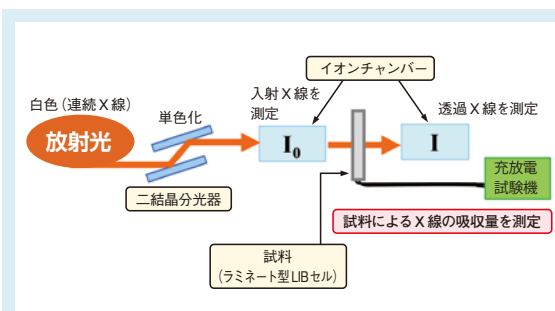 イオンチャンバー
白色（連続X線）
放射光
単色化
入射X線を
測定
I0
透過X線を測定
I
二結晶分光器
充放電
試験機
試料によるX線の吸収量を測定
試料
（ラミネート型LIBセル）